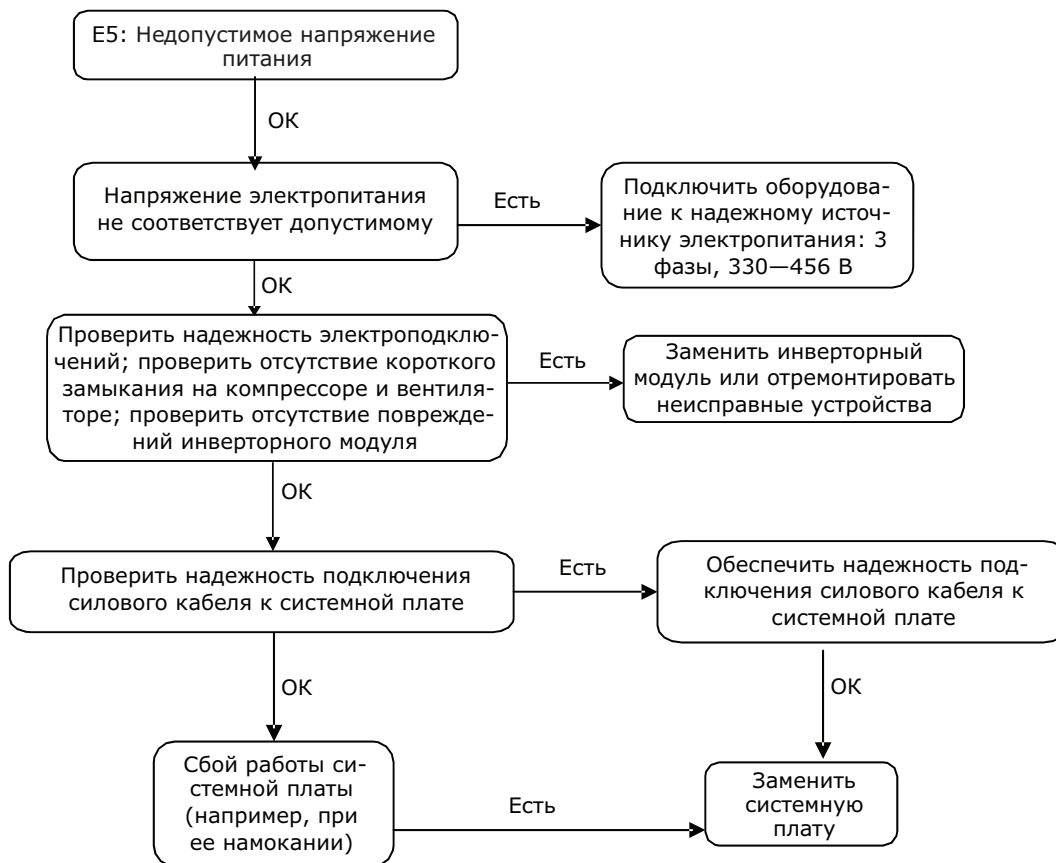 E5: Недопустимое напряжение
питания
ОК
Напряжение электропитания
не соответствует допустимому
Есть
Подключить оборудова-
ние к надежному источ-
нику электропитания: 3
фазы, 330—456 В
ОК
Проверить надежность электроподклю-
чений; проверить отсутствие короткого
замыкания на компрессоре и вентиля-
торе; проверить отсутствие поврежде-
ний инверторного модуля
Есть
Заменить инверторный
модуль или отремонтировать
неисправные устройства
ОК
Проверить надежность подключения
силового кабеля к системной плате
Есть
Обеспечить надежность под-
ключения силового кабеля к
системной плате
ОК
ОК
Сбой работы си-
стемной платы
(например, при
ее намокании)
Есть
Заменить
системную
плату